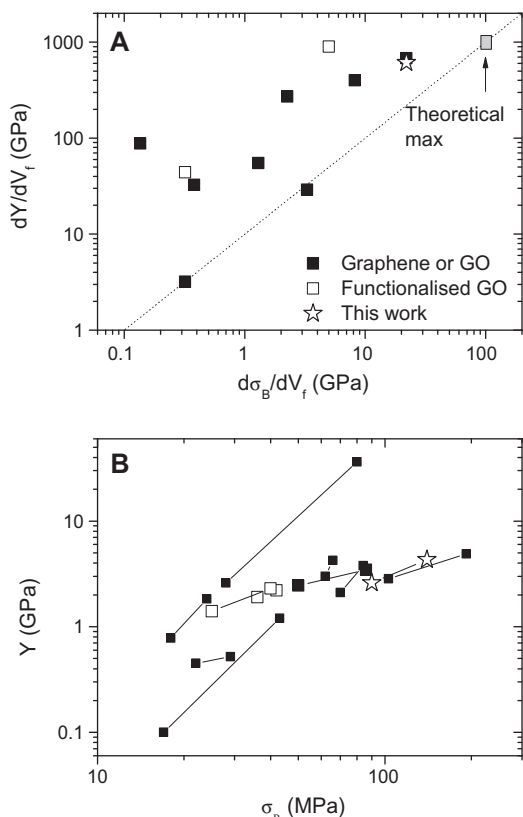 A
1000
100
10
1
dY/dV_f (GPa)
Theoretical
max
Graphene or GO
Functionalised GO
This work
0.1 1 10 100
dσ_B/dV_f (GPa)
B
10
1
0.1
Y (GPa)
10 100
(MPa)